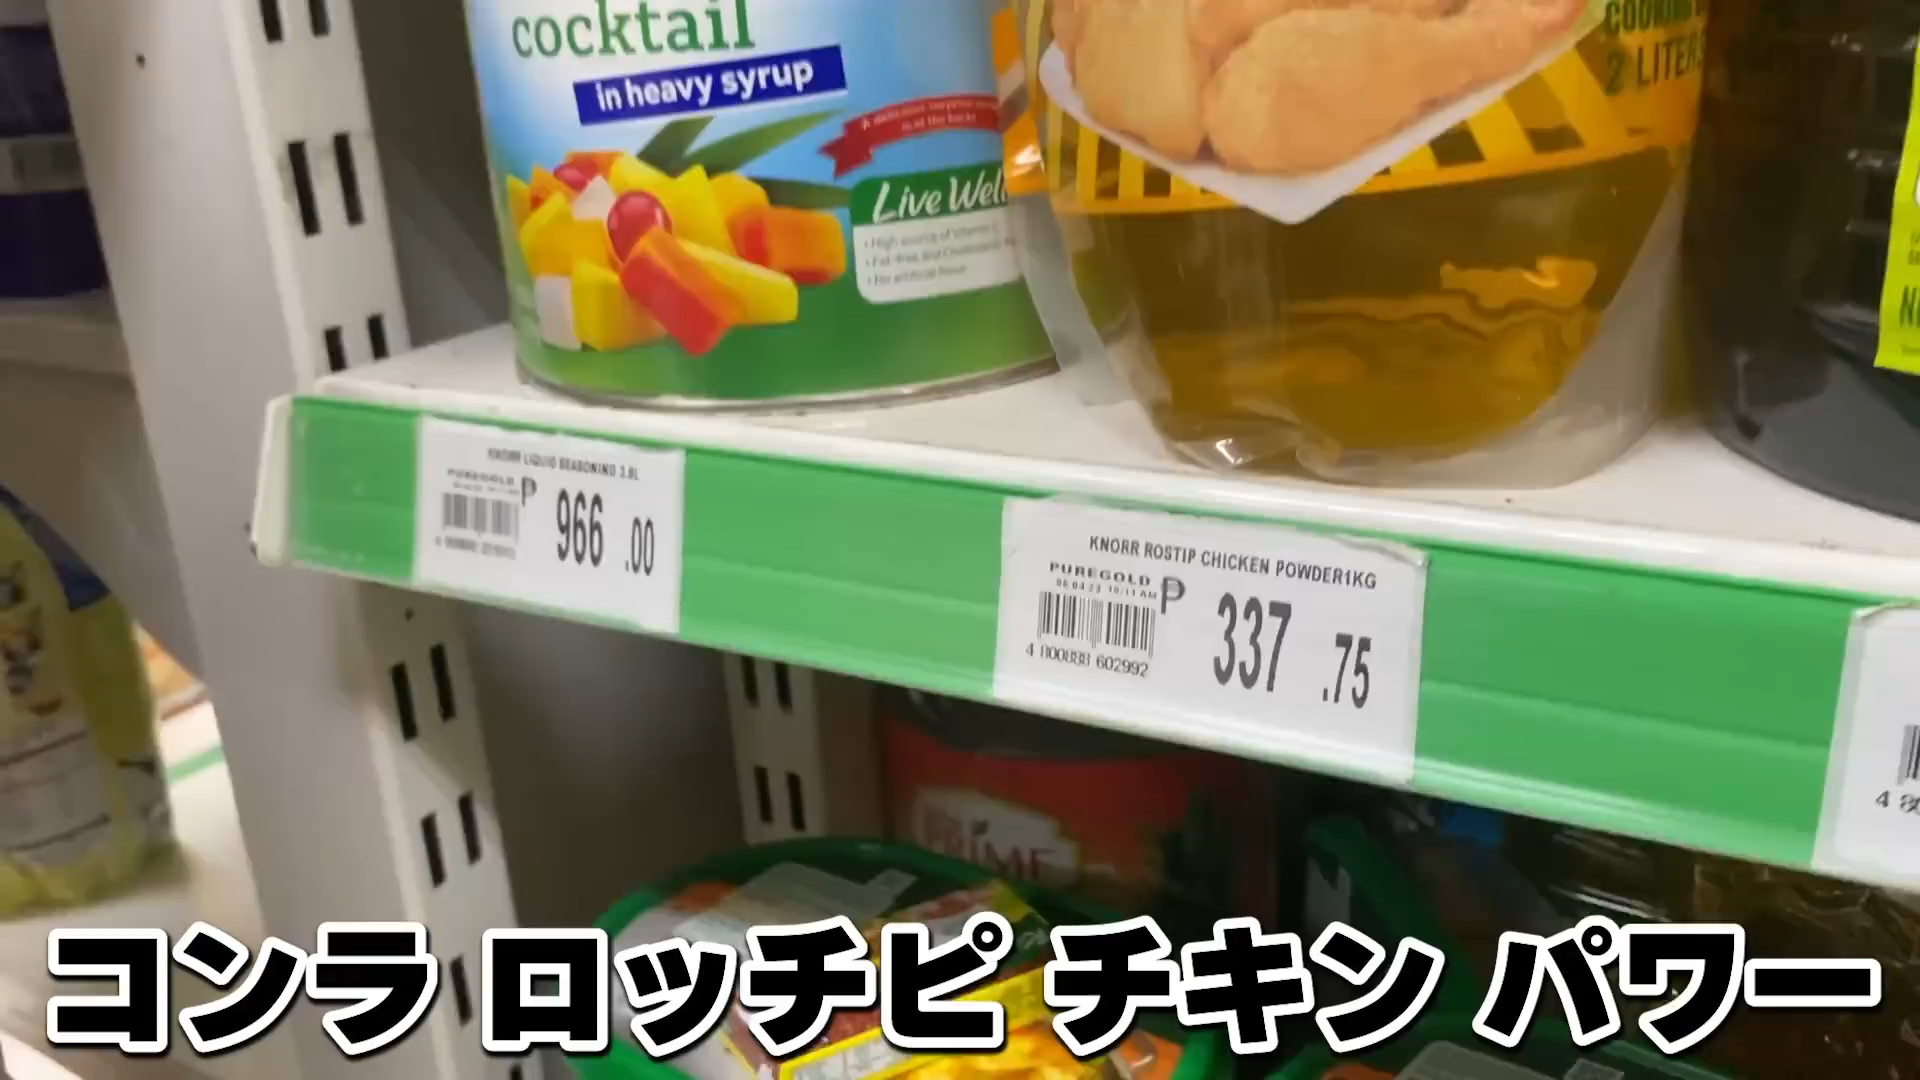 cocktail
in heavy syrup
COOKING
2 LITERS
Live Well
KNORR LIQUID SEASONING 3.8L
PUREGOLD
₱ 966.00
KNORR ROSTIP CHICKEN POWDER1KG
PUREGOLD
₱ 337.75
4 800888 602992
PRIME
コンラ ロッチピ チキン パワー